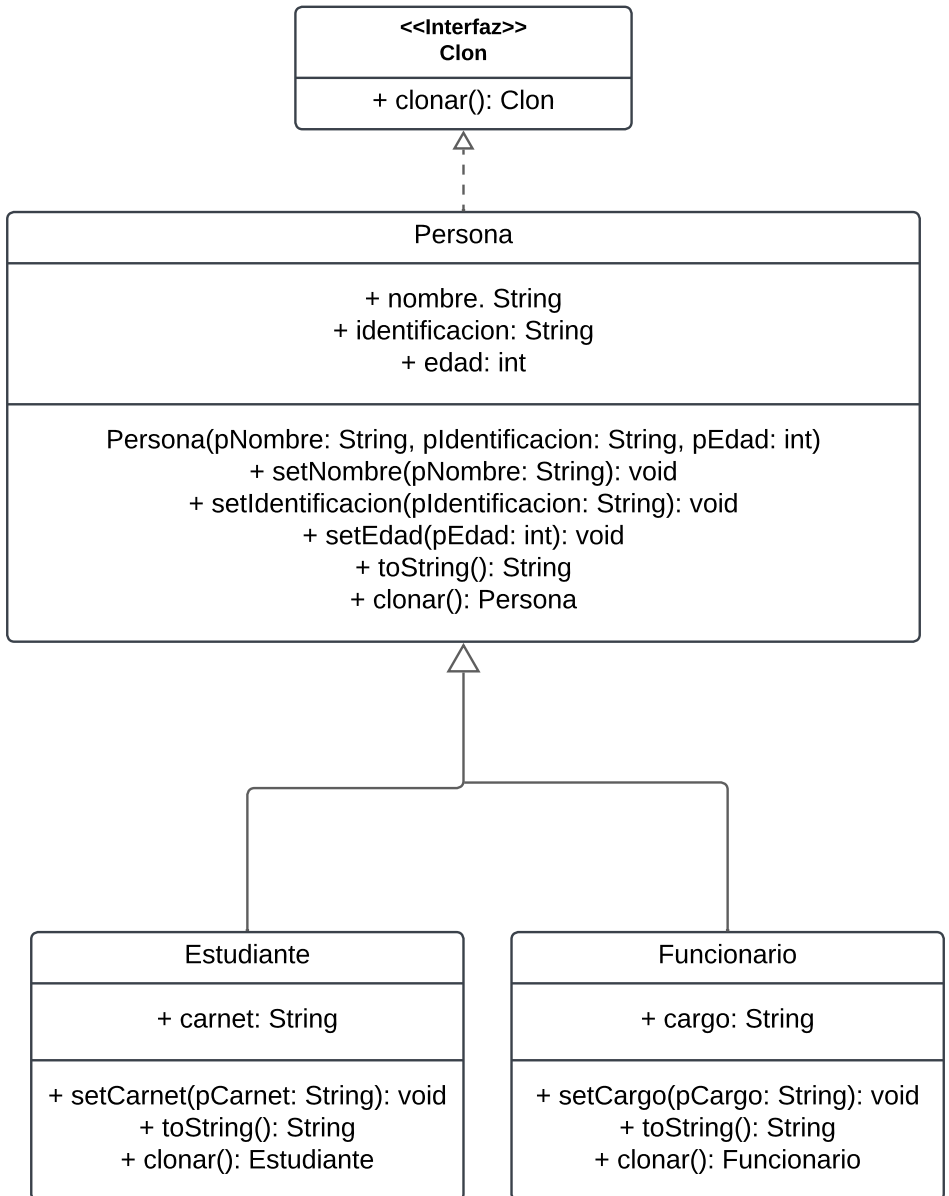 <<Interfaz>>
Clon
+ clonar(): Clon
Persona
+ nombre. String
+ identificacion: String
+ edad: int
Persona(pNombre: String, pIdentificacion: String, pEdad: int)
+ setNombre(pNombre: String): void
+ setIdentificacion(pIdentificacion: String): void
+ setEdad(pEdad: int): void
+ toString(): String
+ clonar(): Persona
Estudiante
+ carnet: String
+ setCarnet(pCarnet: String): void
+ toString(): String
+ clonar(): Estudiante
Funcionario
+ cargo: String
+ setCargo(pCargo: String): void
+ toString(): String
+ clonar(): Funcionario